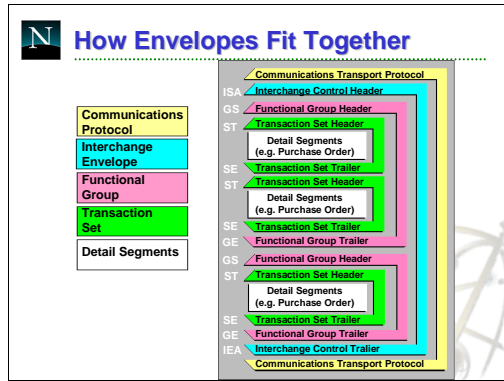 N
How Envelopes Fit Together
Communications
Protocol
Interchange
Envelope
Functional
Group
Transaction
Set
Detail Segments
Communications Transport Protocol
ISA Interchange Control Header
GS Functional Group Header
ST Transaction Set Header
Detail Segments
(e.g. Purchase Order)
SE Transaction Set Trailer
ST Transaction Set Header
Detail Segments
(e.g. Purchase Order)
SE Transaction Set Trailer
GE Functional Group Trailer
GS Functional Group Header
ST Transaction Set Header
Detail Segments
(e.g. Purchase Order)
SE Transaction Set Trailer
GE Functional Group Trailer
IEA Interchange Control Tralier
Communications Transport Protocol